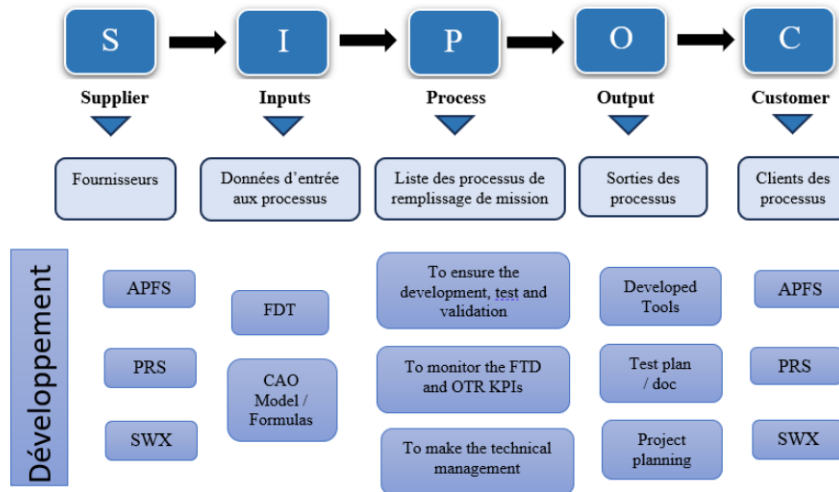 S
I
P
O
C
Supplier
Inputs
Process
Output
Customer
Fournisseurs
Données d’entrée
aux processus
Liste des processus de
remplissage de mission
Sorties des
processus
Clients des
processus
Développement
APFS
PRS
SWX
FDT
CAO
Model /
Formulas
To ensure the
development, test and
validation
To monitor the FTD
and OTR KPIs
To make the technical
management
Developed
Tools
Test plan
/ doc
Project
planning
APFS
PRS
SWX